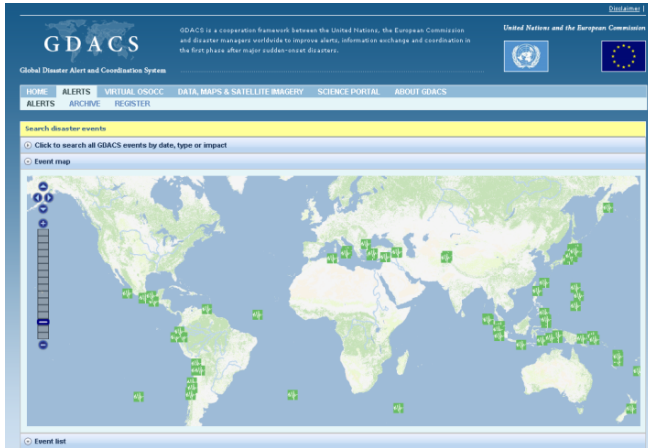 Disclaimer |
GDACS
Global Disaster Alert and Coordination System
GDACS is a cooperation framework between the United Nations, the European Commission
and disaster managers worldwide to improve alerts, information exchange and coordination in
the first phase after major sudden-onset disasters.
United Nations and the European Commission
HOME ALERTS VIRTUAL OSOCC DATA, MAPS & SATELLITE IMAGERY SCIENCE PORTAL ABOUT GDACS
ALERTS ARCHIVE REGISTER
Search disaster events
Click to search all GDACS events by date, type or impact
Event map
Event list